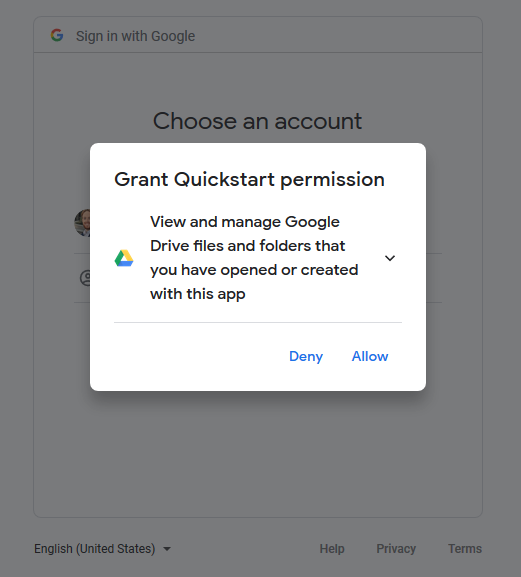 Sign in with Google
Choose an account
Grant Quickstart permission
View and manage Google
Drive files and folders that
you have opened or created
with this app
Deny Allow
English (United States) Help Privacy Terms